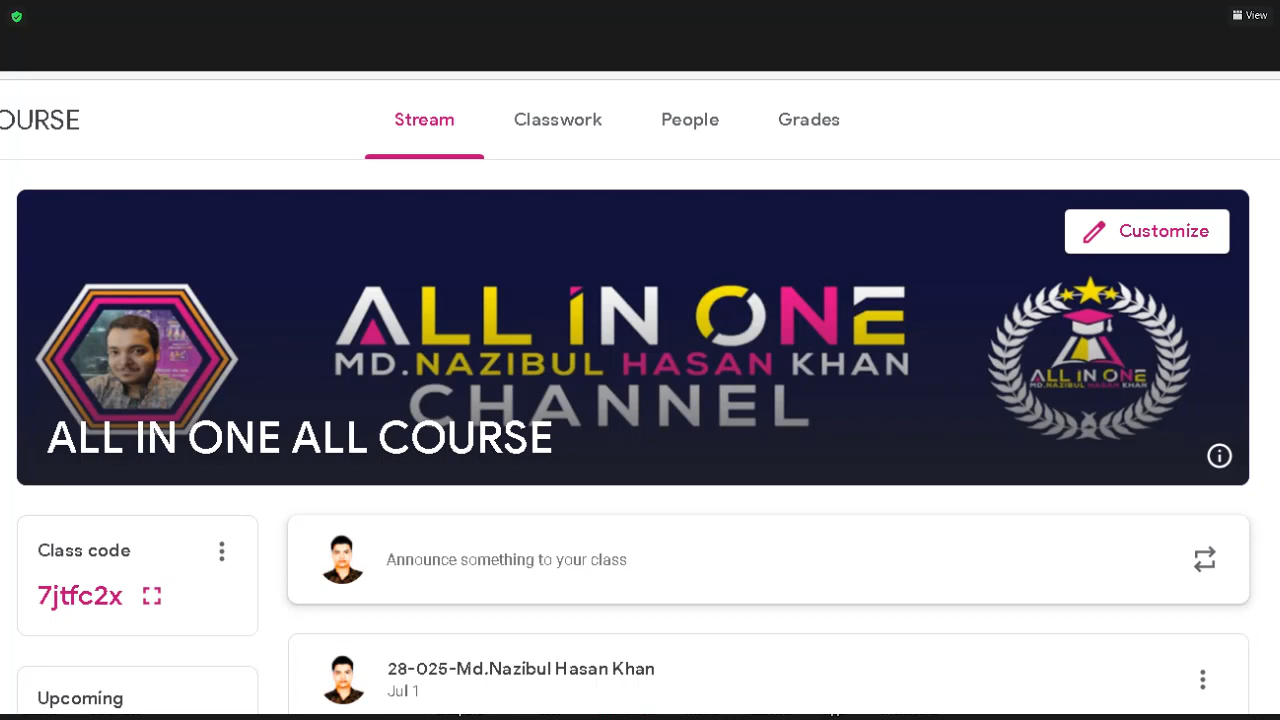 View
OURSE
Stream
Classwork
People
Grades
Customize
ALL IN ONE
MD.NAZIBUL HASAN KHAN
CHANNEL
ALL IN ONE
MD.NAZIBUL HASAN KHAN
ALL IN ONE ALL COURSE
Class code
7jtfc2x
Announce something to your class
28-025-Md.Nazibul Hasan Khan
Jul 1
Upcoming